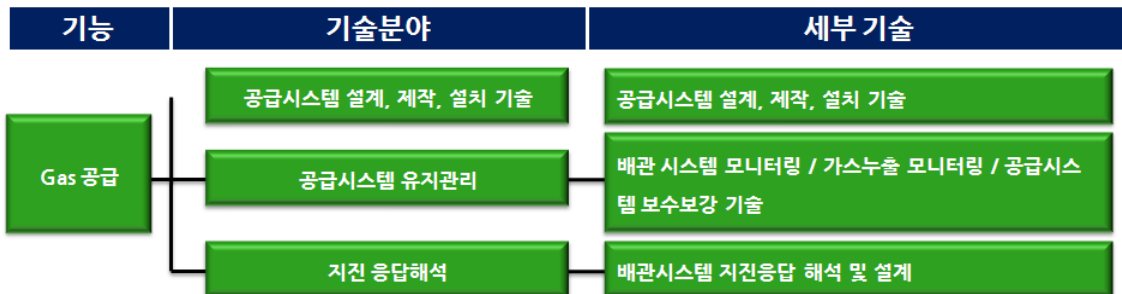 기능 기술분야 세부 기술
공급시스템 설계, 제작, 설치 기술 공급시스템 설계, 제작, 설치 기술
Gas 공급 공급시스템 유지관리 배관 시스템 모니터링 / 가스누출 모니터링 / 공급시스
템 보수보강 기술
지진 응답해석 배관시스템 지진응답 해석 및 설계